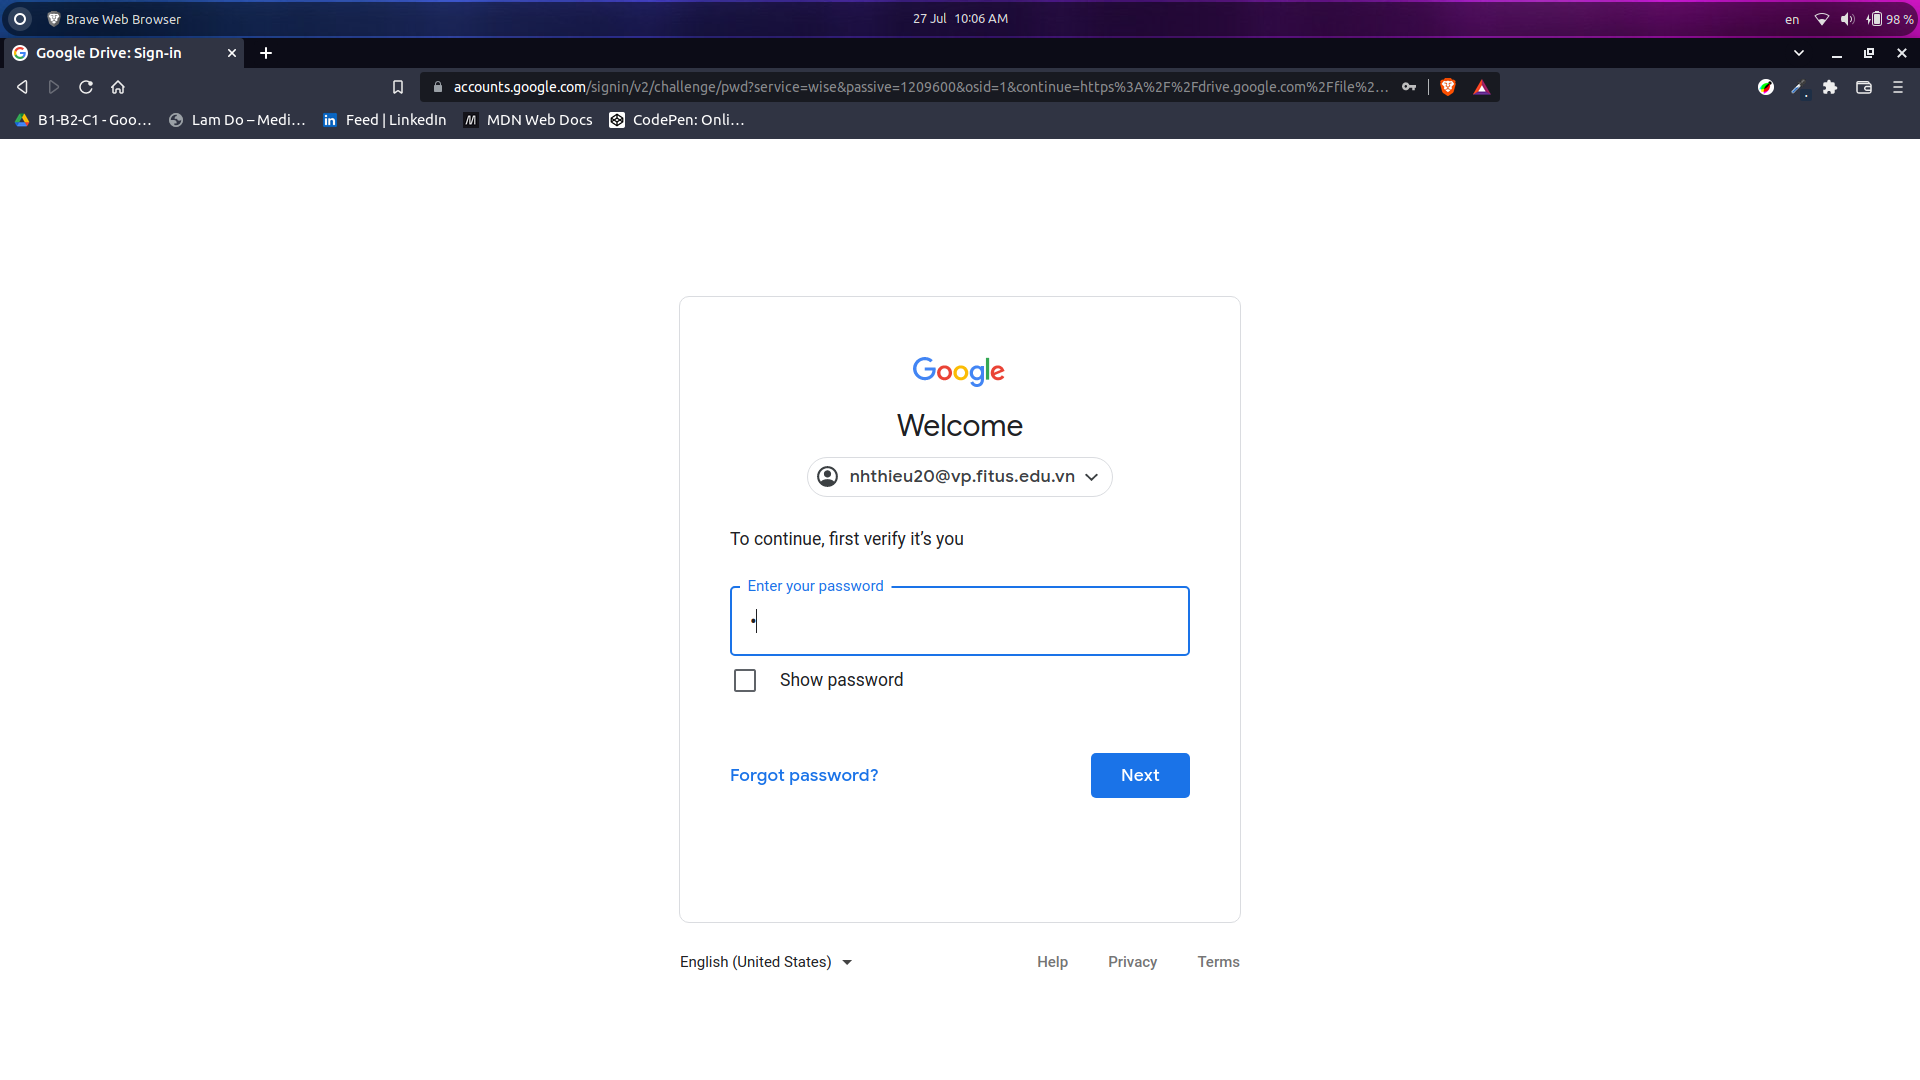 Brave Web Browser
27 Jul 10:06 AM
en
98 %
Google Drive: Sign-in
accounts.google.com/signin/v2/challenge/pwd?service=wise&passive=1209600&osid=1&continue=https%3A%2F%2Fdrive.google.com%2Ffile%2...
B1-B2-C1 - Goo...
Lam Do – Medi...
Feed | LinkedIn
MDN Web Docs
CodePen: Onli...
Google
Welcome
nhthieu20@vp.fitus.edu.vn
To continue, first verify it's you
Enter your password
Show password
Forgot password?
Next
English (United States)
Help
Privacy
Terms